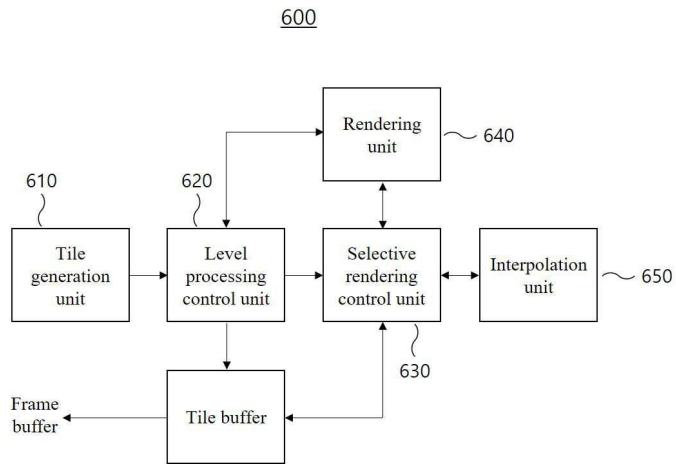 600
Rendering
unit
640
610
620
Tile
generation
unit
Level
processing
control unit
Selective
rendering
control unit
Interpolation
unit
650
630
Frame
buffer
Tile buffer